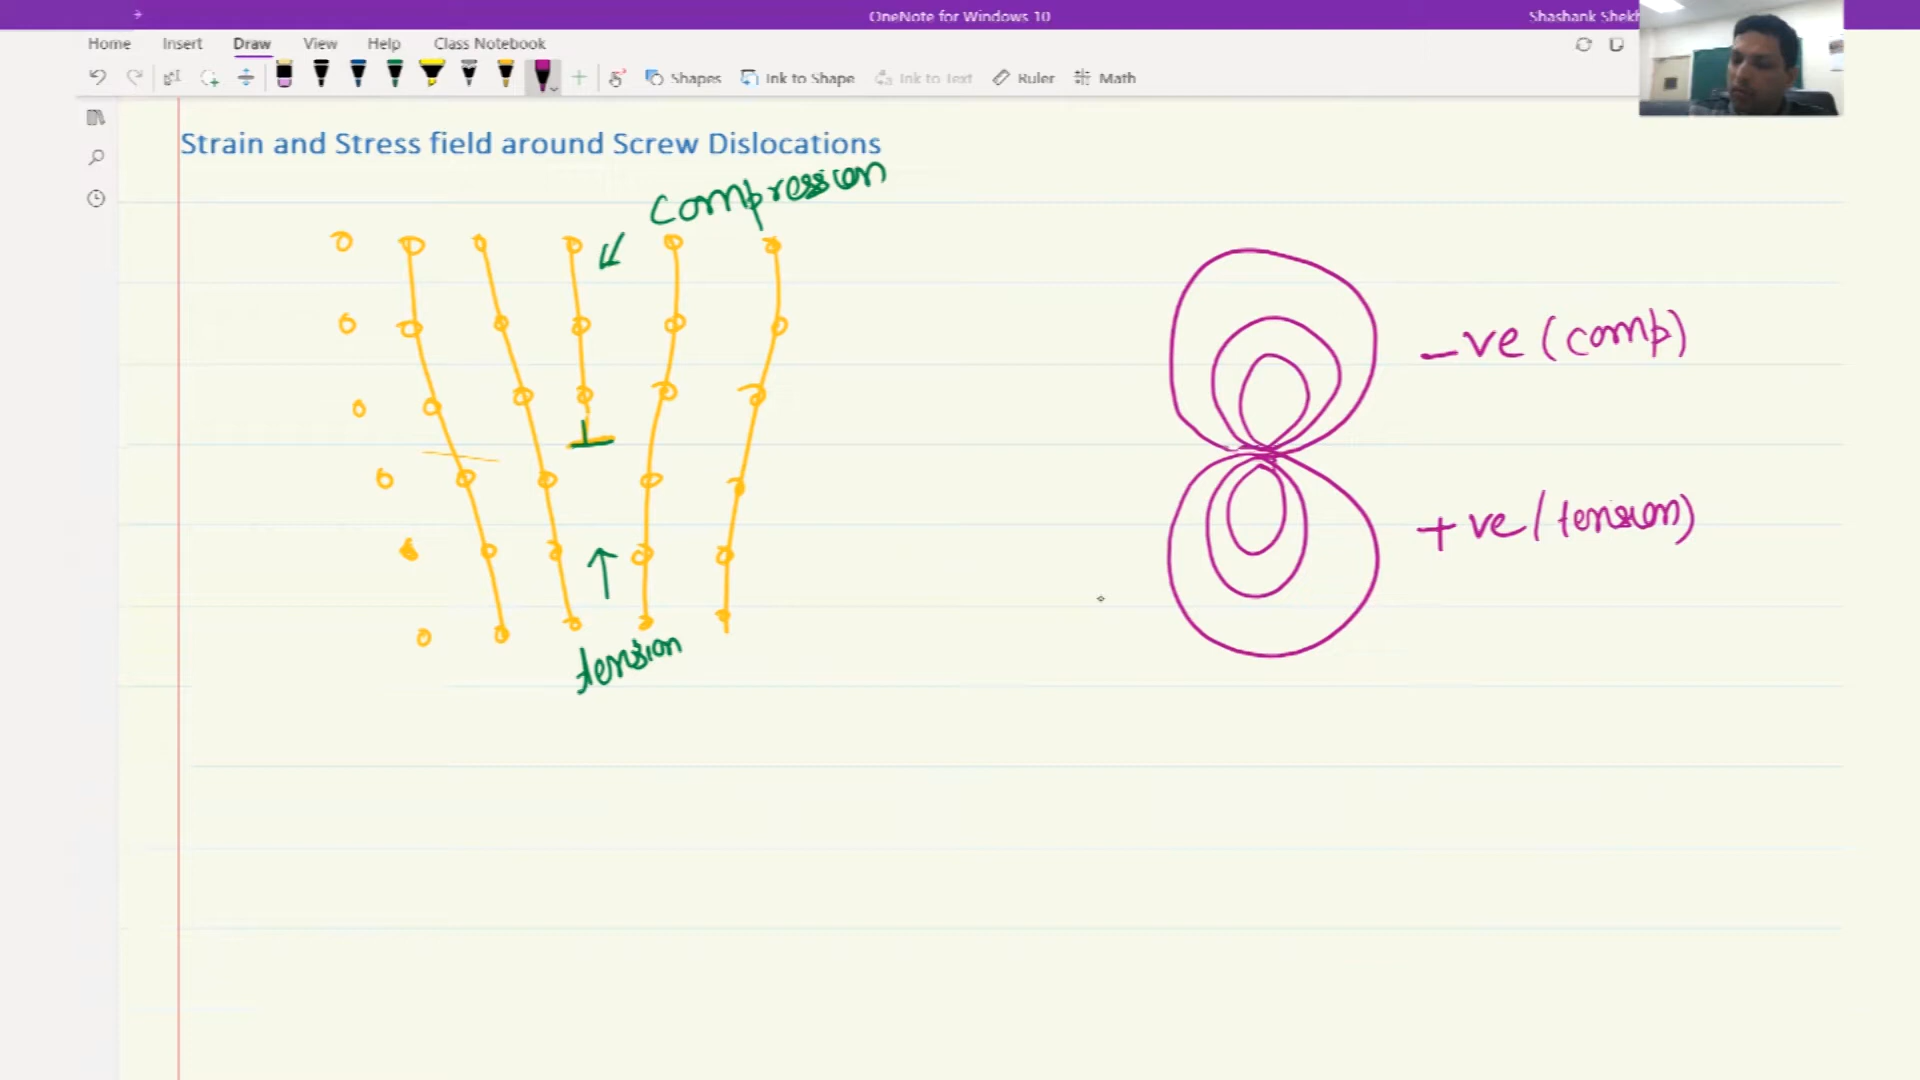 OneNote for Windows 10
Shashank Shekh
Home Insert Draw View Help Class Notebook
Shapes Ink to Shape Ink to Text Ruler Math
Strain and Stress field around Screw Dislocations
compression
-ve (comp)
+ve (tension)
tension